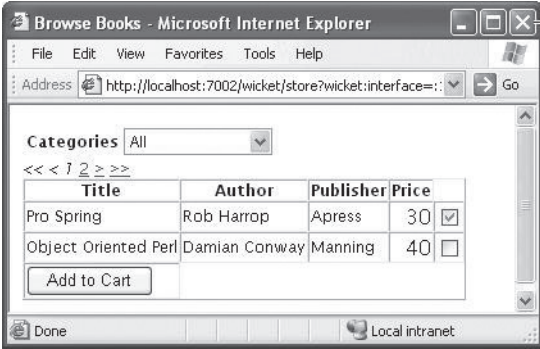 Browse Books - Microsoft Internet Explorer
File Edit View Favorites Tools Help
Address http://localhost:7002/wicket/store?wicket:interface=: Go
Categories All
<< < 1 2 > >>
Title Author Publisher Price
Pro Spring Rob Harrop Apress 30
Object Oriented Perl Damian Conway Manning 40
Add to Cart
Done Local intranet